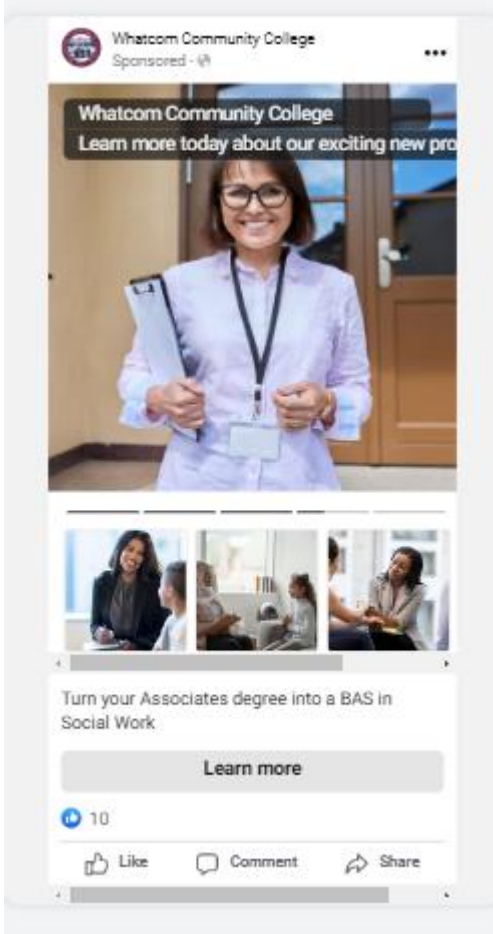 Whatcom Community College
Sponsored ·
Whatcom Community College
Learn more today about our exciting new pro
Turn your Associates degree into a BAS in
Social Work
Learn more
10
Like Comment Share